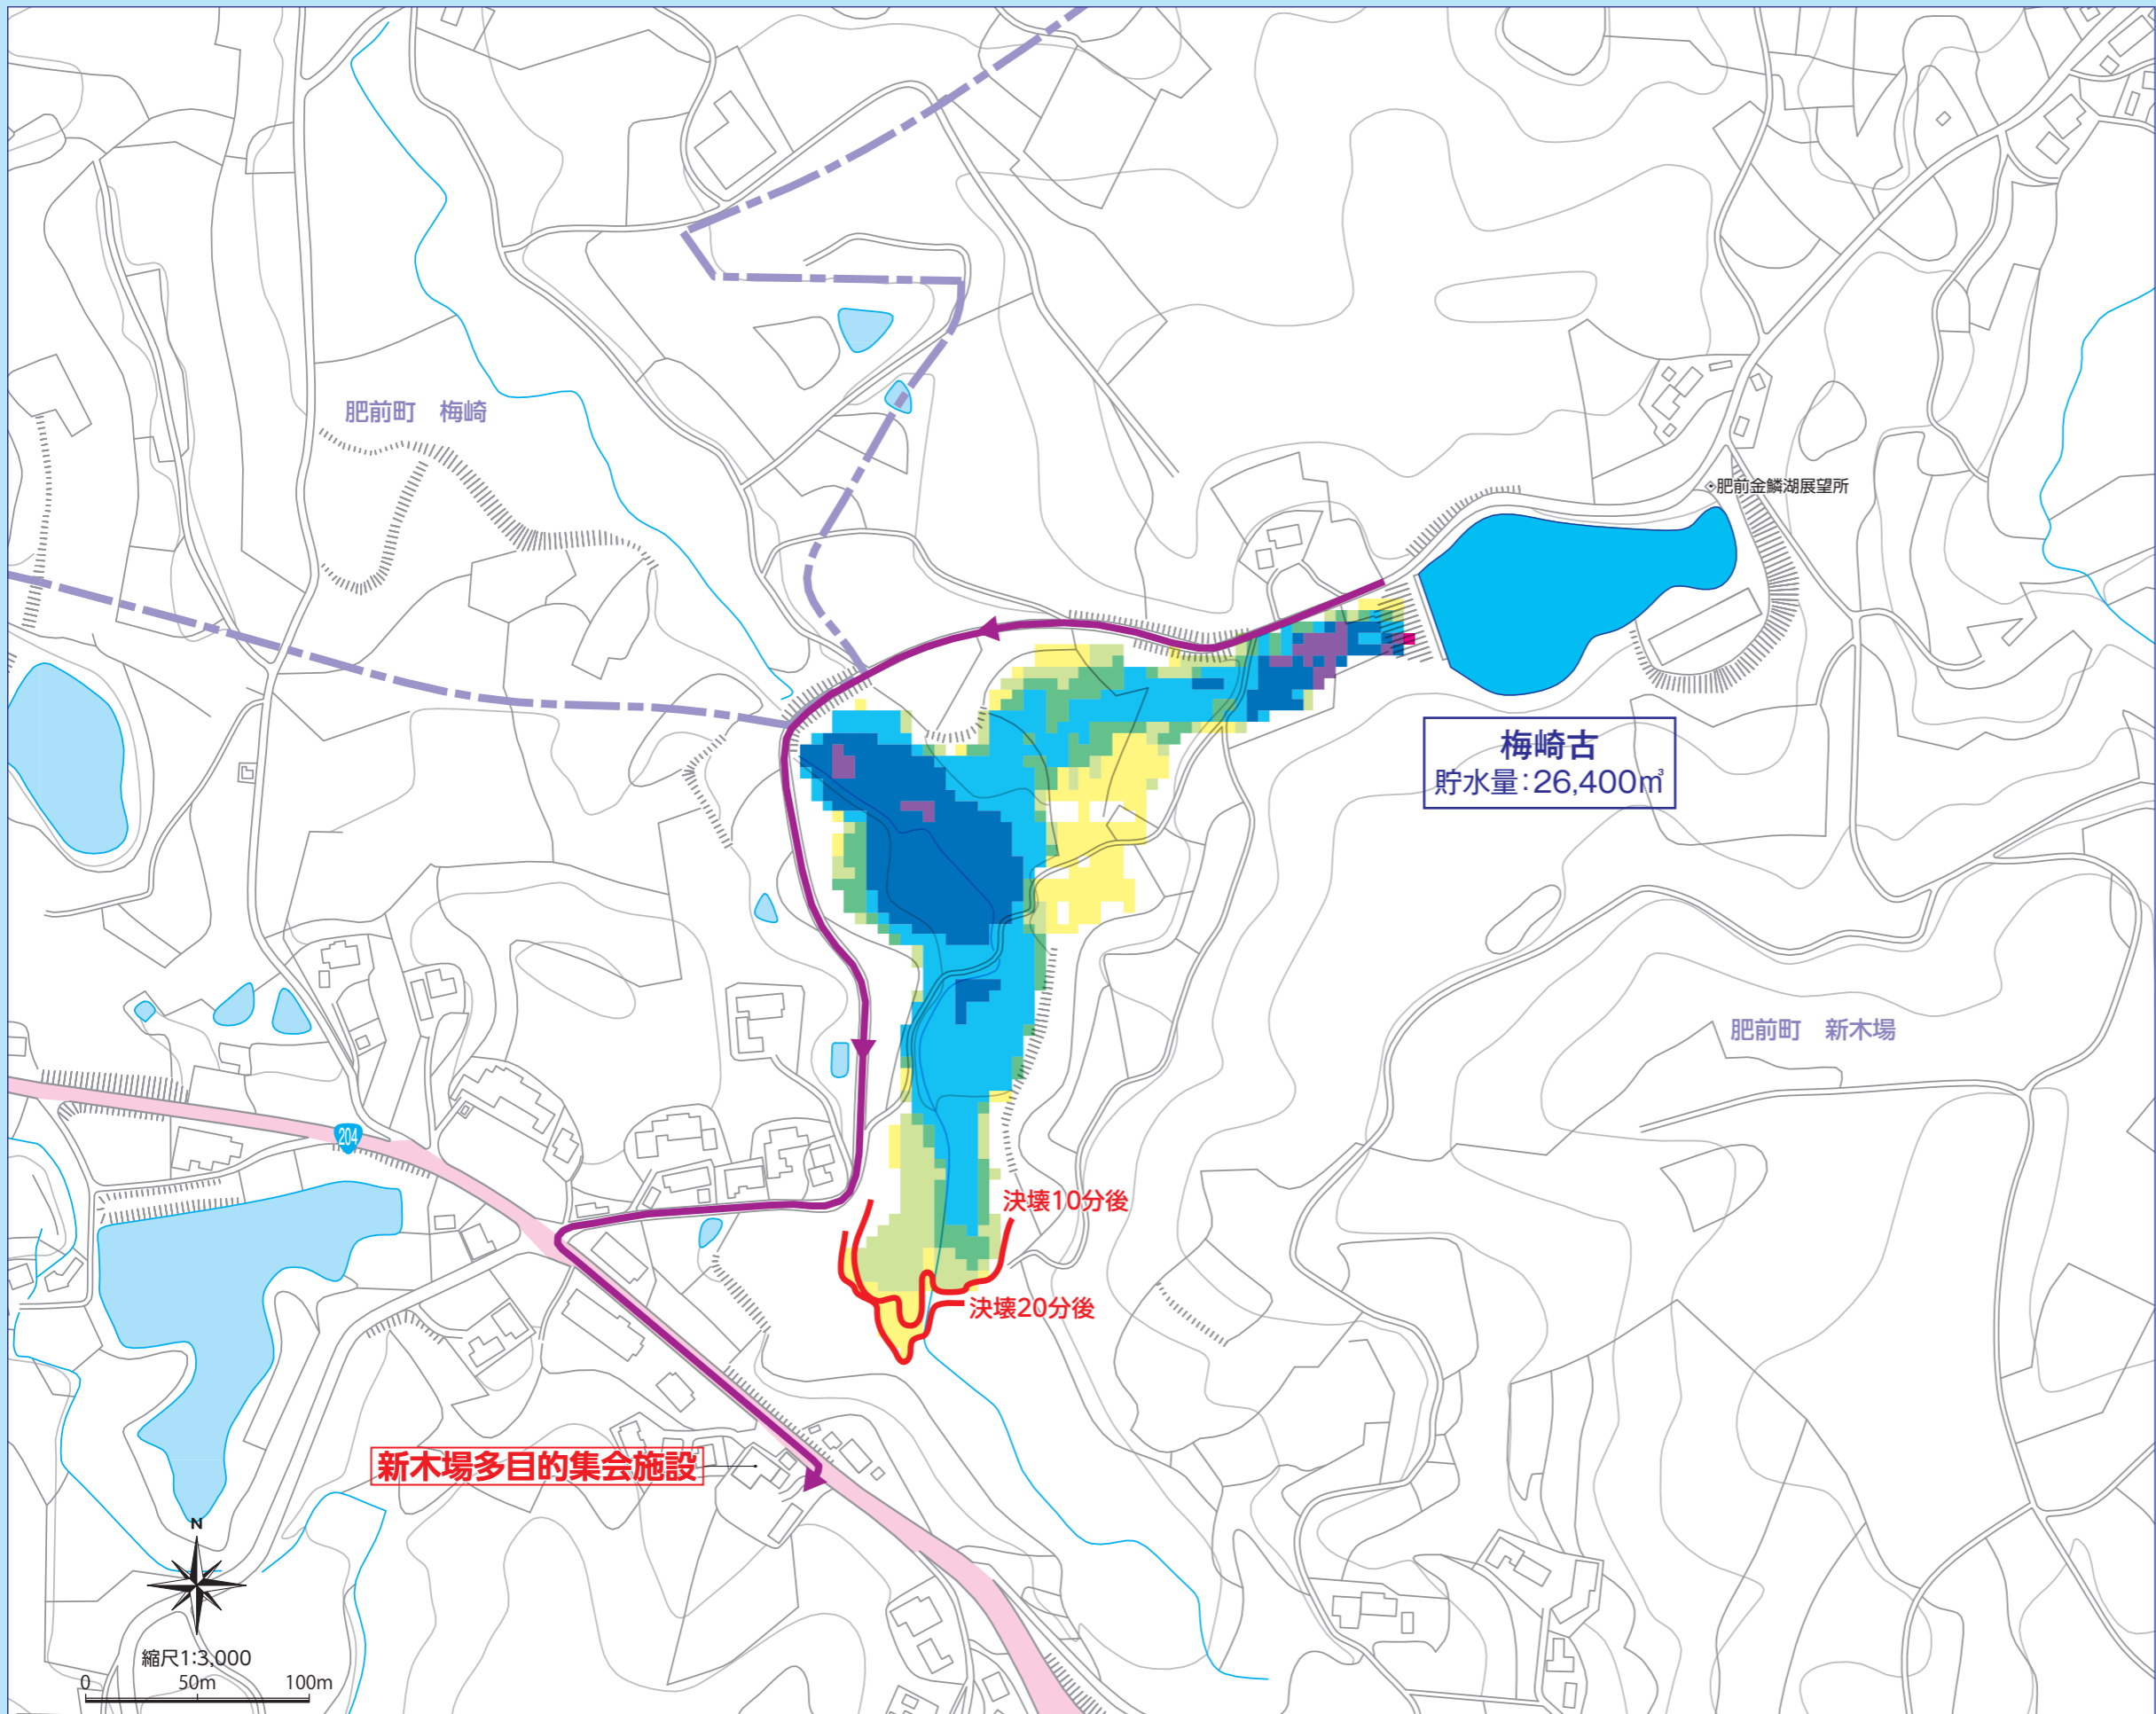 肥前町　梅崎
肥前金鱗湖展望所
梅崎古
貯水量：26,400㎥
肥前町　新木場
204
決壊10分後
決壊20分後
新木場多目的集会施設
N
縮尺1:3,000
0 50m 100m